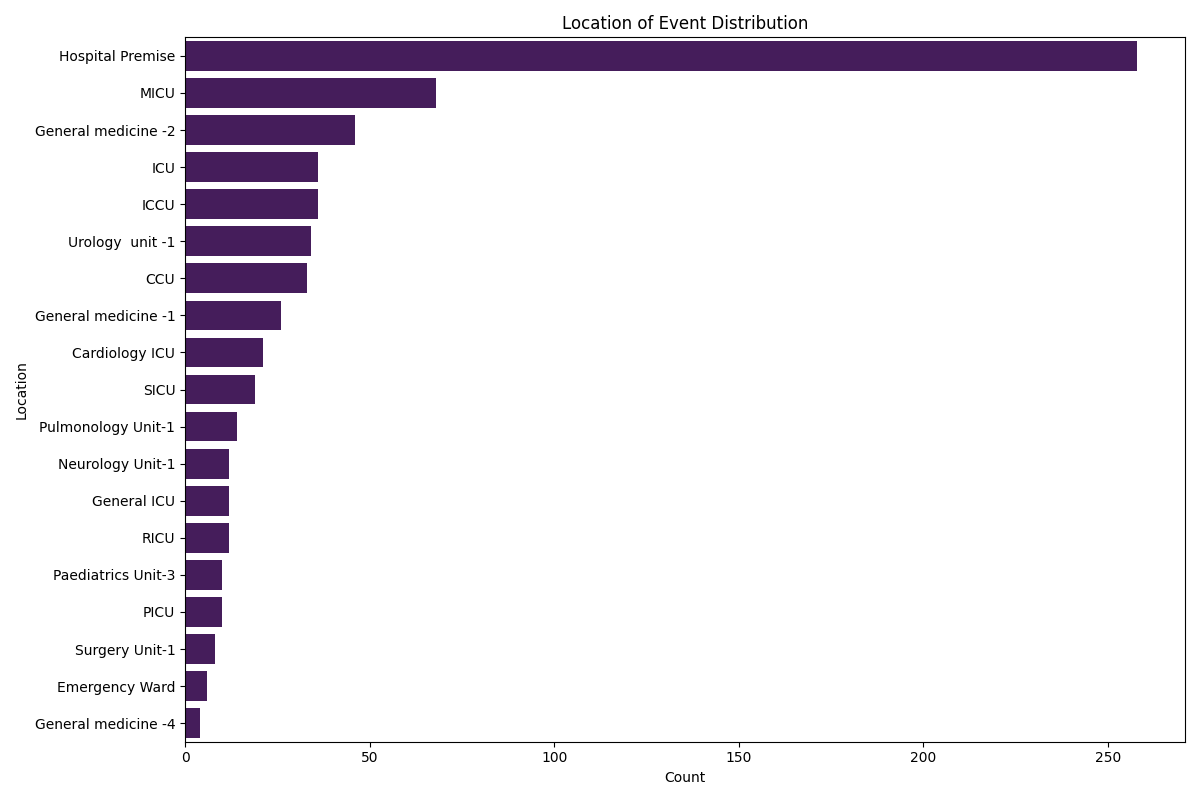 Location of Event Distribution
Hospital Premise
MICU
General medicine -2
ICU
ICCU
Urology  unit -1
CCU
General medicine -1
Cardiology ICU
SICU
Pulmonology Unit-1
Neurology Unit-1
General ICU
RICU
Paediatrics Unit-3
PICU
Surgery Unit-1
Emergency Ward
General medicine -4
Location
0 50 100 150 200 250
Count